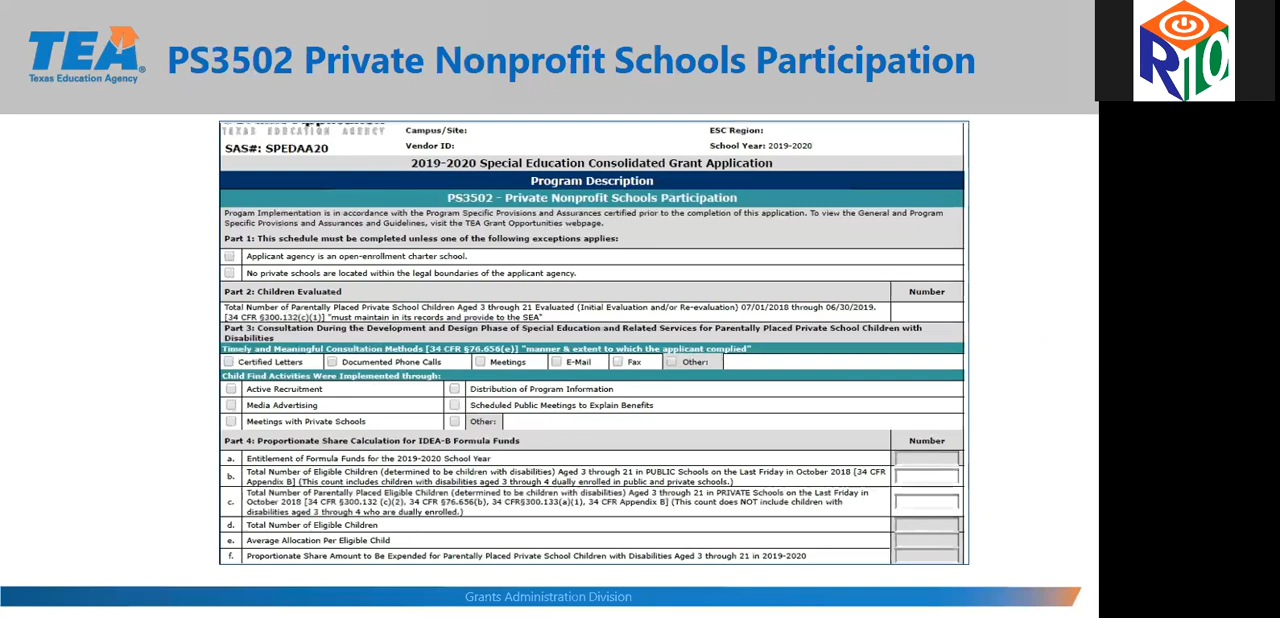 TEA
Texas Education Agency
PS3502 Private Nonprofit Schools Participation
R10
TEXAS EDUCATION AGENCY
Campus/Site:
ESC Region:
SAS#: SPEDAA20
Vendor ID:
School Year: 2019-2020
2019-2020 Special Education Consolidated Grant Application
Program Description
PS3502 - Private Nonprofit Schools Participation
Progam Implementation is in accordance with the Program Specific Provisions and Assurances certified prior to the completion of this application. To view the General and Program
Specific Provisions and Assurances and Guidelines, visit the TEA Grant Opportunities webpage.
Part 1: This schedule must be completed unless one of the following exceptions applies:
Applicant agency is an open-enrollment charter school.
No private schools are located within the legal boundaries of the applicant agency.
Part 2: Children Evaluated
Number
Total Number of Parentally Placed Private School Children Aged 3 through 21 Evaluated (Initial Evaluation and/or Re-evaluation) 07/01/2018 through 06/30/2019.
[34 CFR §300.132(c)(1)] "must maintain in its records and provide to the SEA"
Part 3: Consultation During the Development and Design Phase of Special Education and Related Services for Parentally Placed Private School Children with
Disabilities
Timely and Meaningful Consultation Methods [34 CFR §76.656(e)] "manner & extent to which the applicant complied"
Certified Letters Documented Phone Calls Meetings E-Mail Fax Other:
Child Find Activities Were Implemented through:
Active Recruitment Distribution of Program Information
Media Advertising Scheduled Public Meetings to Explain Benefits
Meetings with Private Schools Other:
Part 4: Proportionate Share Calculation for IDEA-B Formula Funds
Number
a. Entitlement of Formula Funds for the 2019-2020 School Year
b. Total Number of Eligible Children (determined to be children with disabilities) Aged 3 through 21 in PUBLIC Schools on the Last Friday in October 2018 [34 CFR
Appendix B] (This count includes children with disabilities aged 3 through 4 dually enrolled in public and private schools.)
c. Total Number of Parentally Placed Eligible Children (determined to be children with disabilities) Aged 3 through 21 in PRIVATE Schools on the Last Friday in
October 2018 [34 CFR §300.132 (c)(2), 34 CFR §76.656(b), 34 CFR§300.133(a)(1), 34 CFR Appendix B] (This count does NOT include children with
disabilities aged 3 through 4 who are dually enrolled.)
d. Total Number of Eligible Children
e. Average Allocation Per Eligible Child
f. Proportionate Share Amount to Be Expended for Parentally Placed Private School Children with Disabilities Aged 3 through 21 in 2019-2020
Grants Administration Division